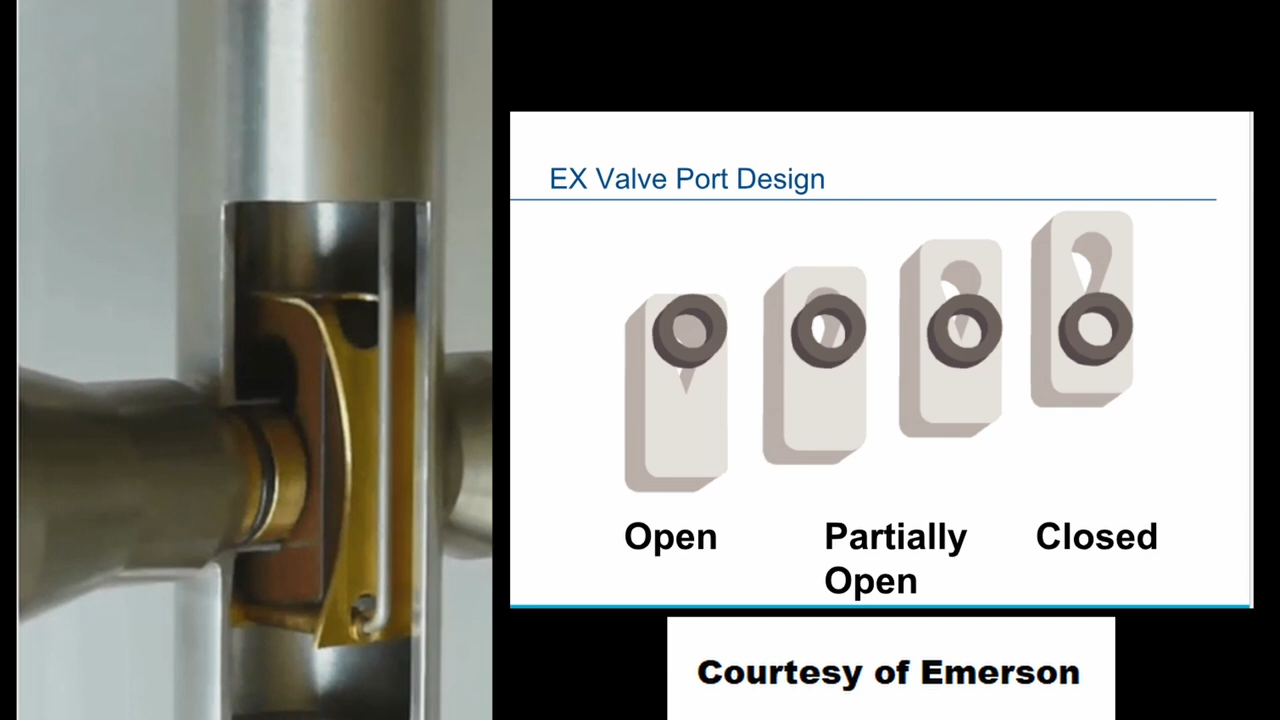 EX Valve Port Design
Open
Partially
Open
Closed
Courtesy of Emerson